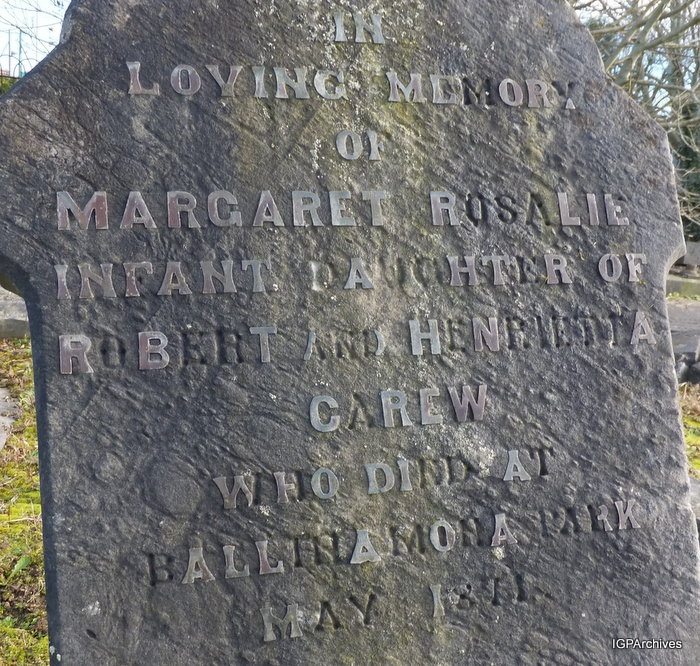 IN
LOVING MEMORY
OF
MARGARET ROSALIE
INFANT DAUGHTER OF
ROBERT AND HENRIETTA
CAREW
WHO DIED AT
BALLINAMONA PARK
MAY 1871.
IGPArchives